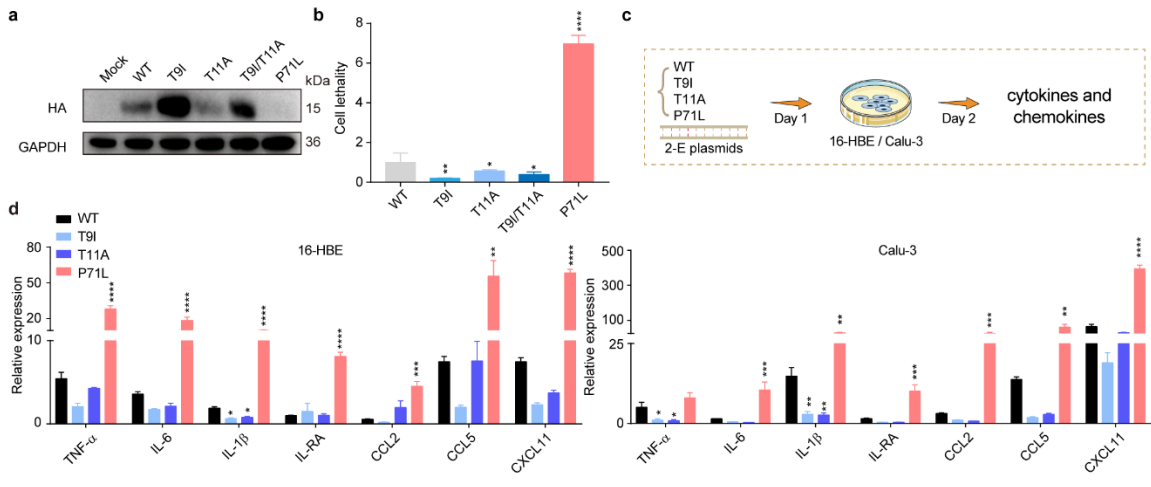 a
Mock
WT
T9I
T11A
T9I/T11A
P71L
kDa
HA
15
GAPDH
36
b
Cell lethality
8
6
4
2
0
**
*
*
****
WT
T9I
T11A
T9I/T11A
P71L
c
WT
T9I
T11A
P71L
2-E plasmids
Day 1
16-HBE / Calu-3
Day 2
cytokines and
chemokines
d
WT
T9I
T11A
P71L
16-HBE
Relative expression
80
50
20
10
0
****
****
* * ****
****
***
**
****
TNF-α
IL-6
IL-1β
IL-RA
CCL2
CCL5
CXCL11
Calu-3
Relative expression
500
300
100
25
0
* *
***
** ** **
***
***
**
****
TNF-α
IL-6
IL-1β
IL-RA
CCL2
CCL5
CXCL11